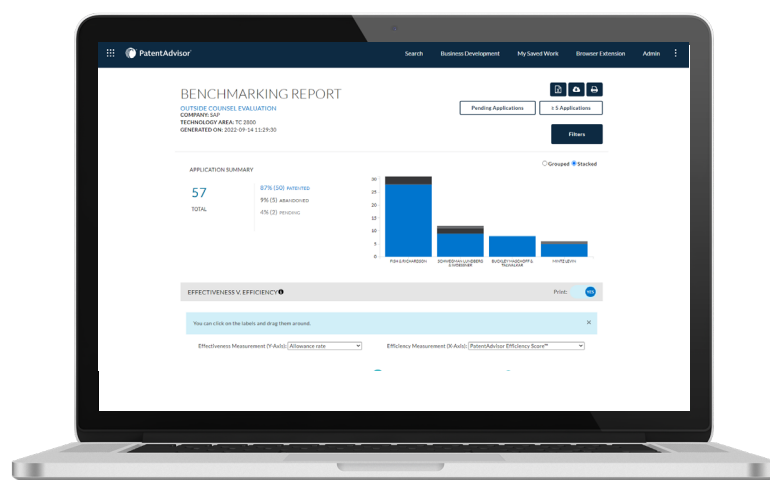 PatentAdvisor
Search Business Development My Saved Work Browser Extension Admin
BENCHMARKING REPORT
OUTSIDE COUNSEL EVALUATION
COMPANY: SAP
TECHNOLOGY AREA: TC 2800
GENERATED ON: 2022-09-14 11:29:30
Pending Applications
≥ 5 Applications
Filters
Grouped Stacked
APPLICATION SUMMARY
57
TOTAL
87% (50) PATENTED
9% (5) ABANDONED
4% (2) PENDING
30
25
20
15
10
5
0
FISH & RICHARDSON
SCHWEGMAN LUNDBERG
& WOESSNER
BUCKLEY MASCHOFF &
TALWALKAR
MINTZ LEVIN
EFFECTIVENESS V. EFFICIENCY
Print: YES
You can click on the labels and drag them around. ×
Effectiveness Measurement (Y-Axis): Allowance rate
Efficiency Measurement (X-Axis): PatentAdvisor Efficiency Score™